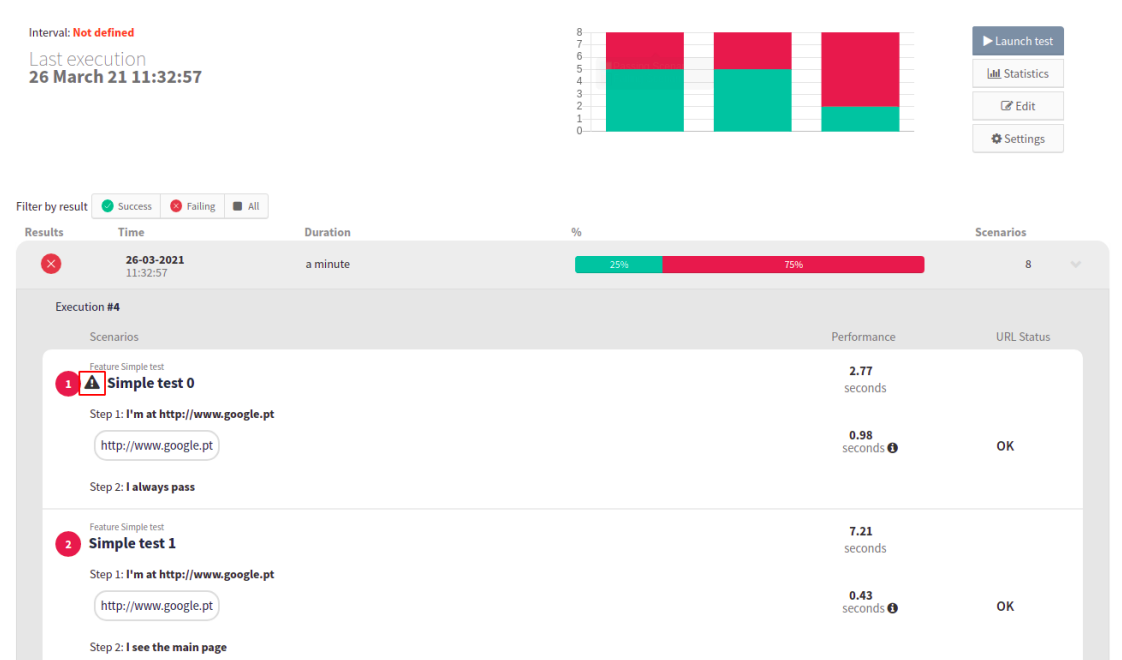 Interval: Not defined
Last execution
26 March 21 11:32:57
8
7
6
5
4
3
2
1
0
Launch test
Statistics
Edit
Settings
Filter by result Success Failing All
Results Time Duration % Scenarios
26-03-2021
11:32:57
a minute 25% 75% 8
Execution #4
Scenarios Performance URL Status
Feature Simple test
1 Simple test 0
2.77
seconds
Step 1: I'm at http://www.google.pt
http://www.google.pt
0.98
seconds
OK
Step 2: I always pass
Feature Simple test
2 Simple test 1
7.21
seconds
Step 1: I'm at http://www.google.pt
http://www.google.pt
0.43
seconds
OK
Step 2: I see the main page